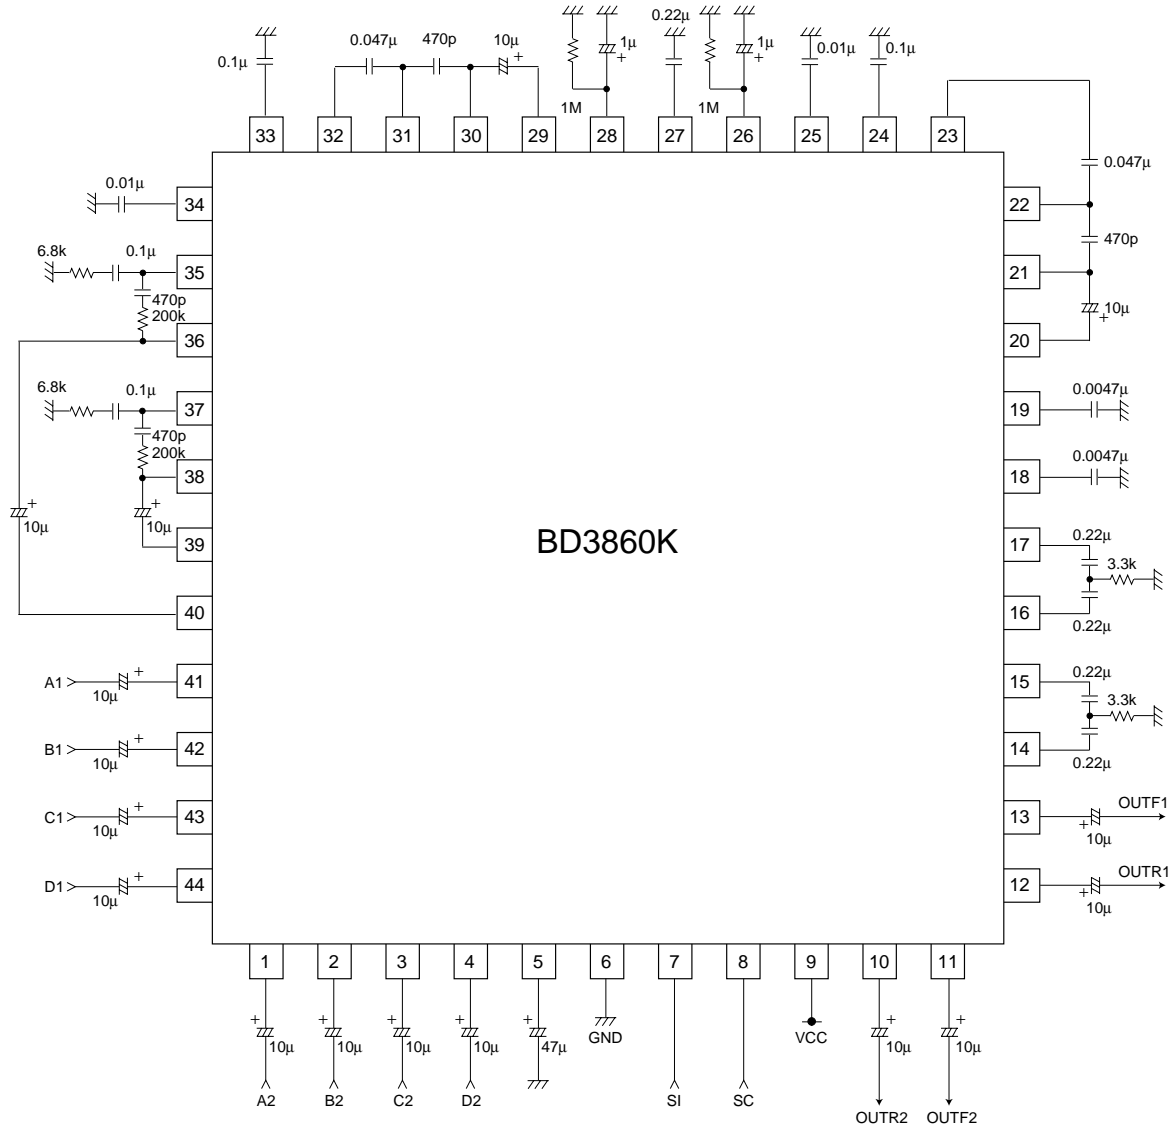 0.1µ
0.047µ
470p
10µ
+
1M
1µ
+
0.22µ
1M
1µ
+
0.01µ
0.1µ
33
32
31
30
29
28
27
26
25
24
23
34
0.01µ
35
6.8k
0.1µ
470p
200k
36
37
6.8k
0.1µ
470p
200k
38
+
10µ
+
10µ
39
40
A1
10µ
+
41
B1
10µ
+
42
C1
10µ
+
43
D1
10µ
+
44
BD3860K
0.047µ
22
470p
21
10µ
+
20
0.0047µ
19
0.0047µ
18
17
0.22µ
3.3k
16
0.22µ
15
0.22µ
3.3k
14
0.22µ
13
OUTF1
+
10µ
12
OUTR1
+
10µ
1
2
3
4
5
6
7
8
9
10
11
+
10µ
+
10µ
+
10µ
+
10µ
+
47µ
GND
VCC
+
10µ
+
10µ
A2
B2
C2
D2
SI
SC
OUTR2
OUTF2